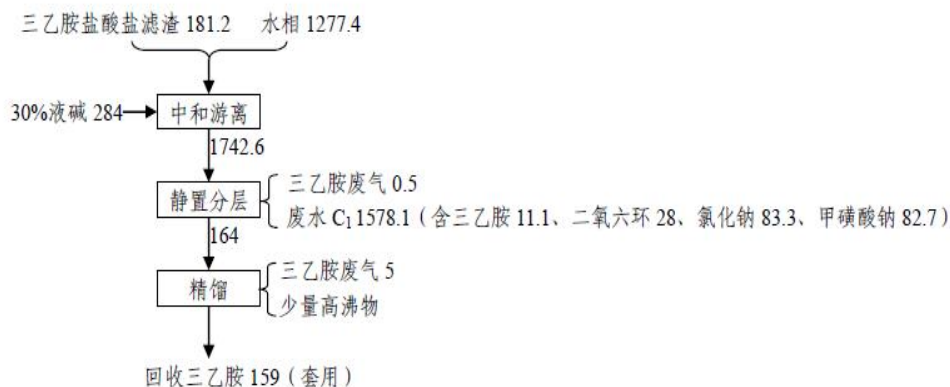 三乙胺盐酸盐滤渣 181.2 水相 1277.4
30%液碱 284
中和游离
1742.6
静置分层
三乙胺废气 0.5
废水 C1 1578.1（含三乙胺 11.1、二氧六环 28、氯化钠 83.3、甲磺酸钠 82.7）
164
精馏
三乙胺废气 5
少量高沸物
回收三乙胺 159（套用）